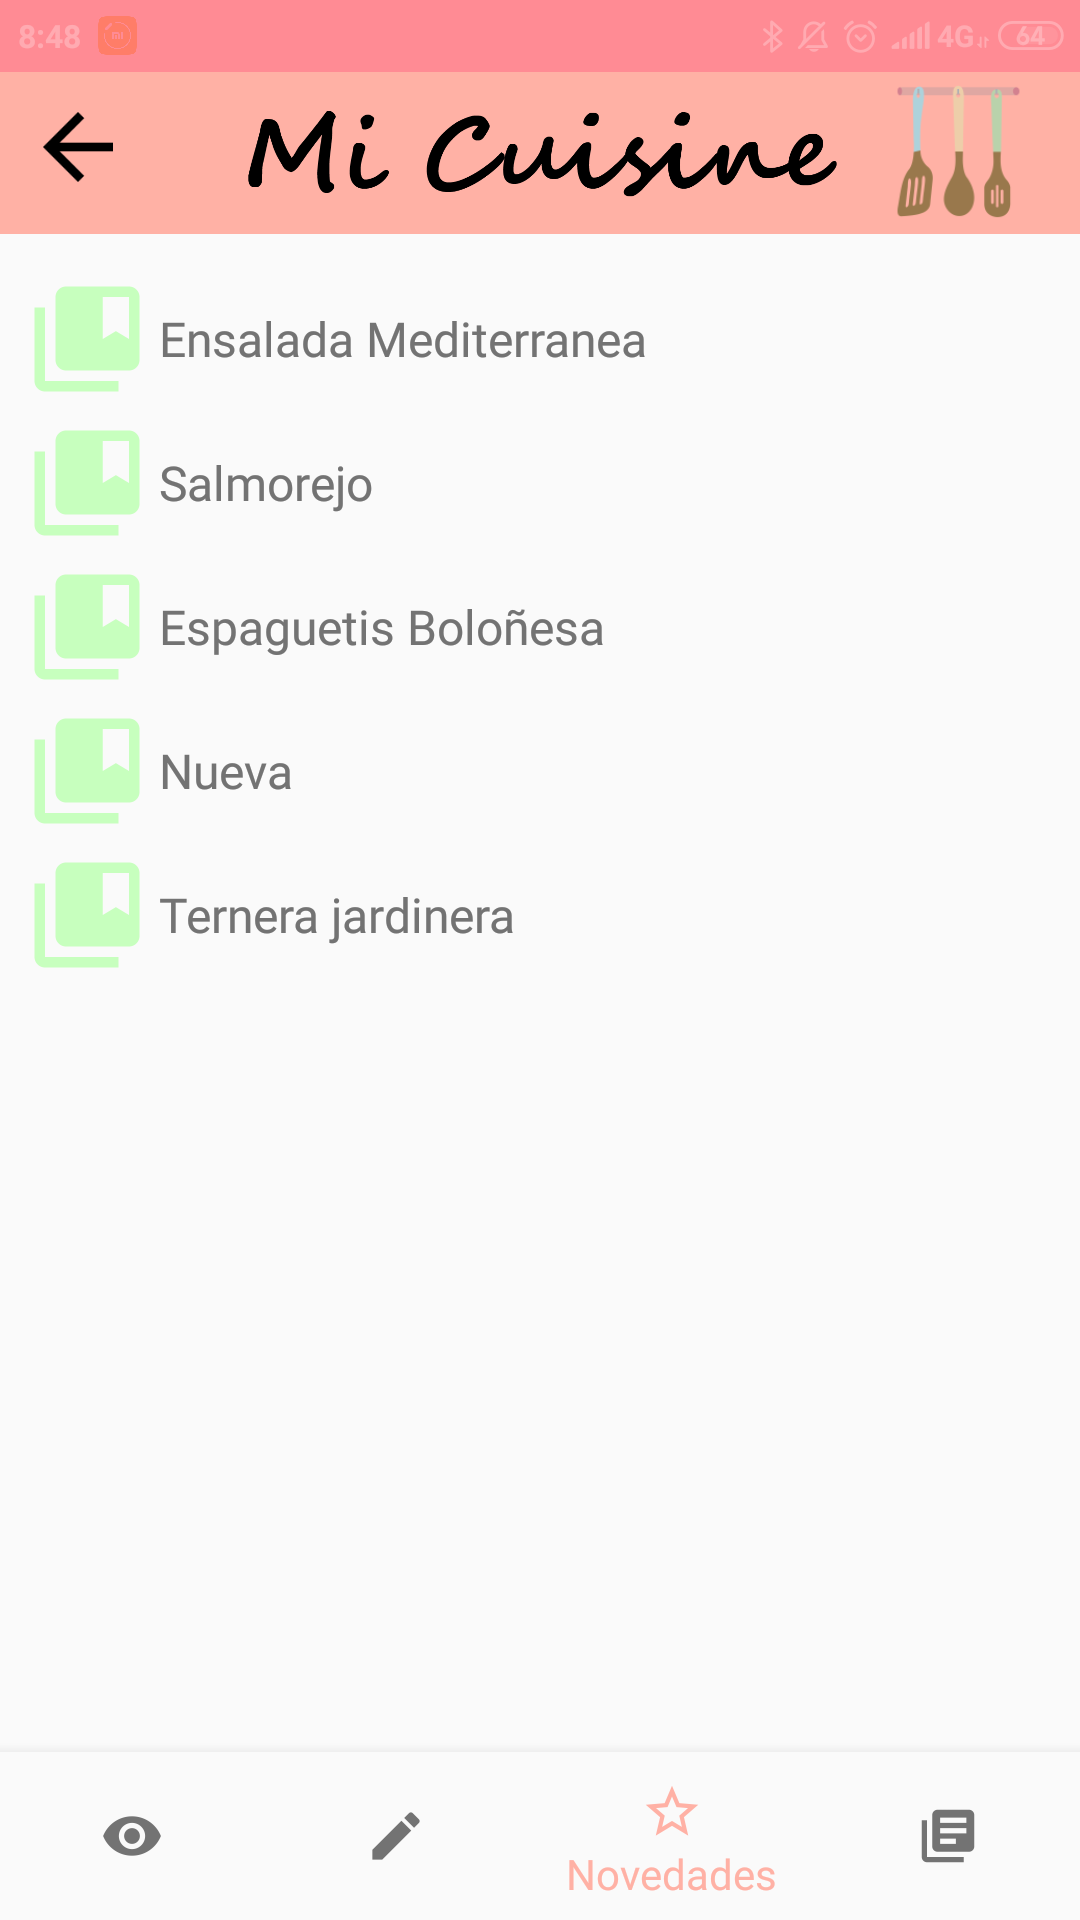 8:48 4G 64
Mi Cuisine
Ensalada Mediterranea
Salmorejo
Espaguetis Boloñesa
Nueva
Ternera jardinera
Novedades